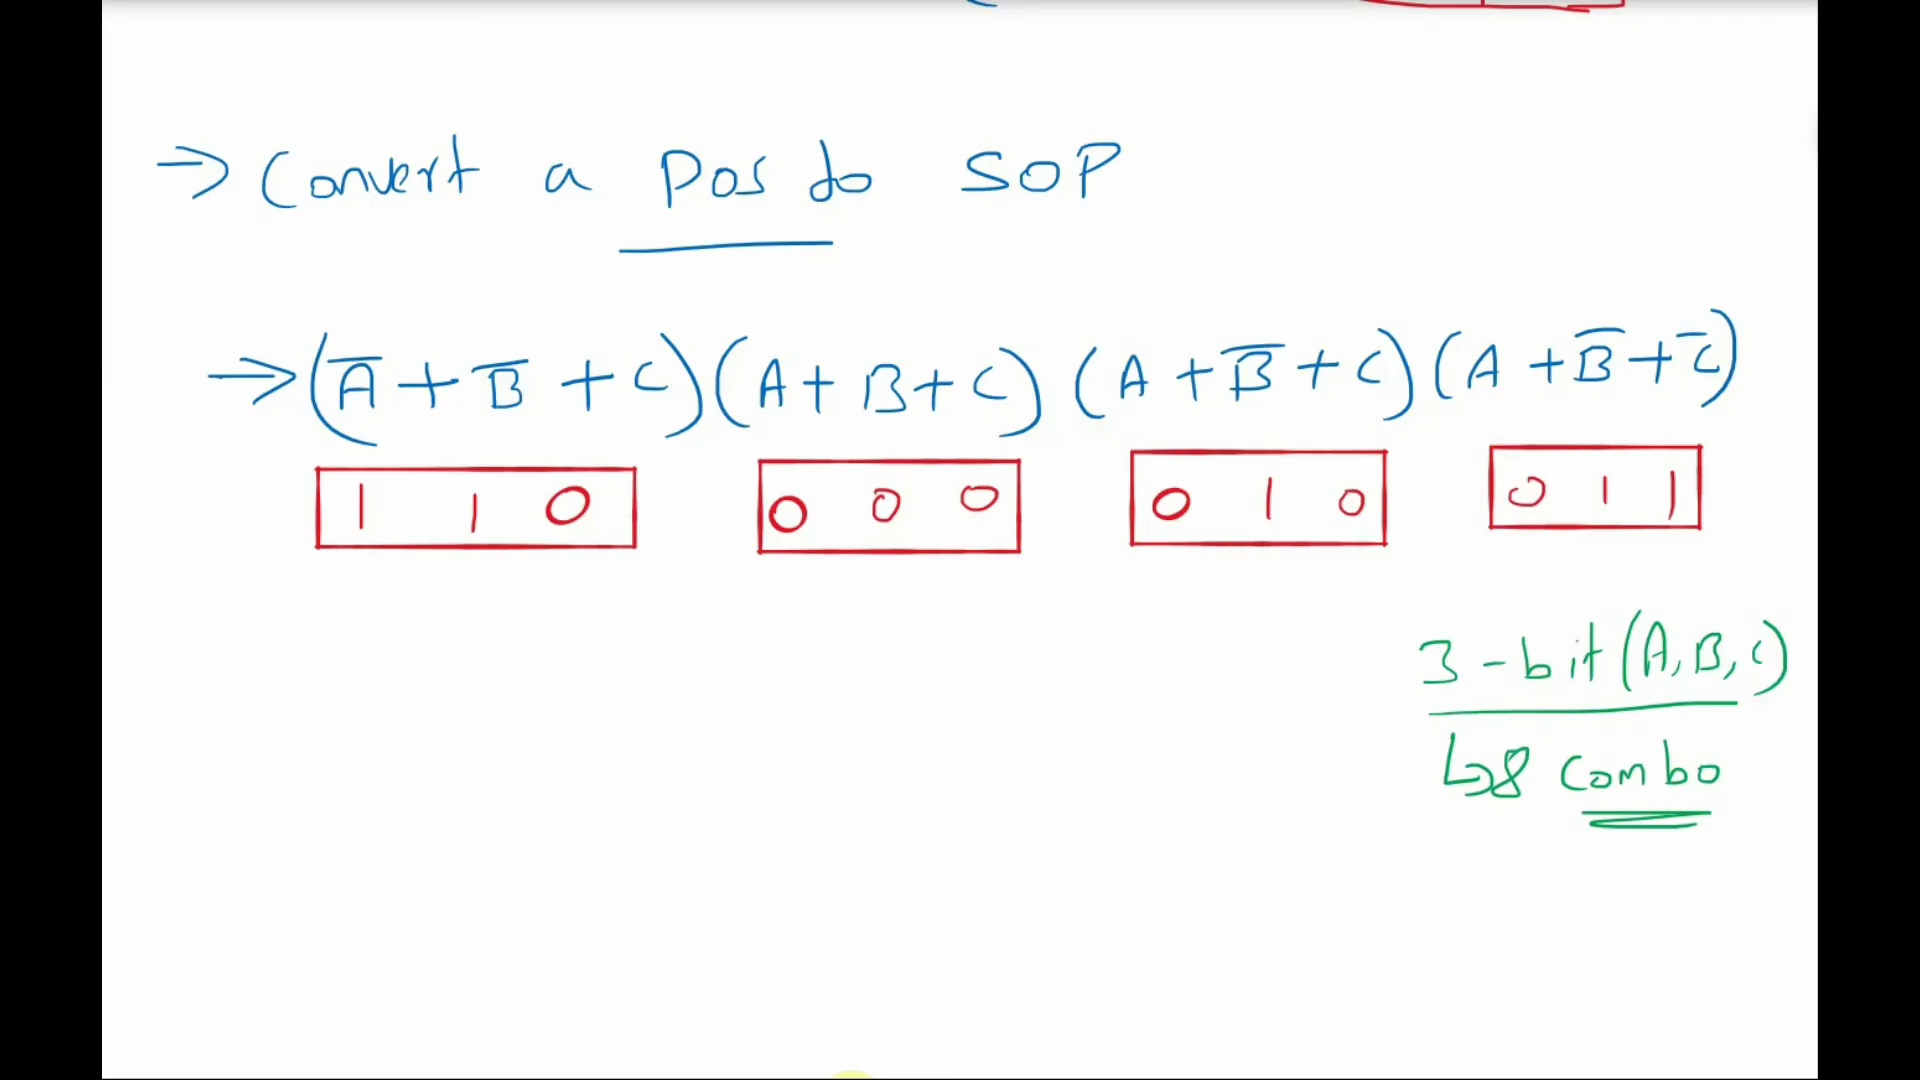 → Convert a Pos to SOP
→ (A̅ + B̅ + C) (A + B + C) (A + B̅ + C) (A + B̅ + C̅)
1 1 0 0 0 0 0 1 0 0 1 1
3-bit (A, B, C)
↳ 8 Combo